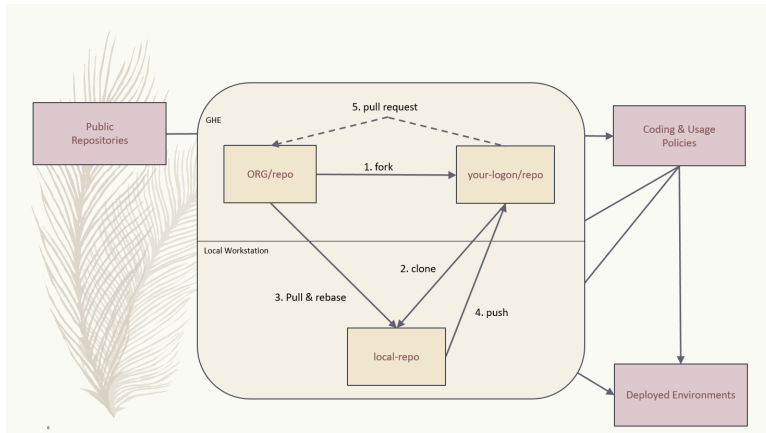 5. pull request
GHE
Public
Repositories
Coding & Usage
Policies
ORG/repo
1. fork
your-logon/repo
Local Workstation
2. clone
3. Pull & rebase
4. push
local-repo
Deployed Environments